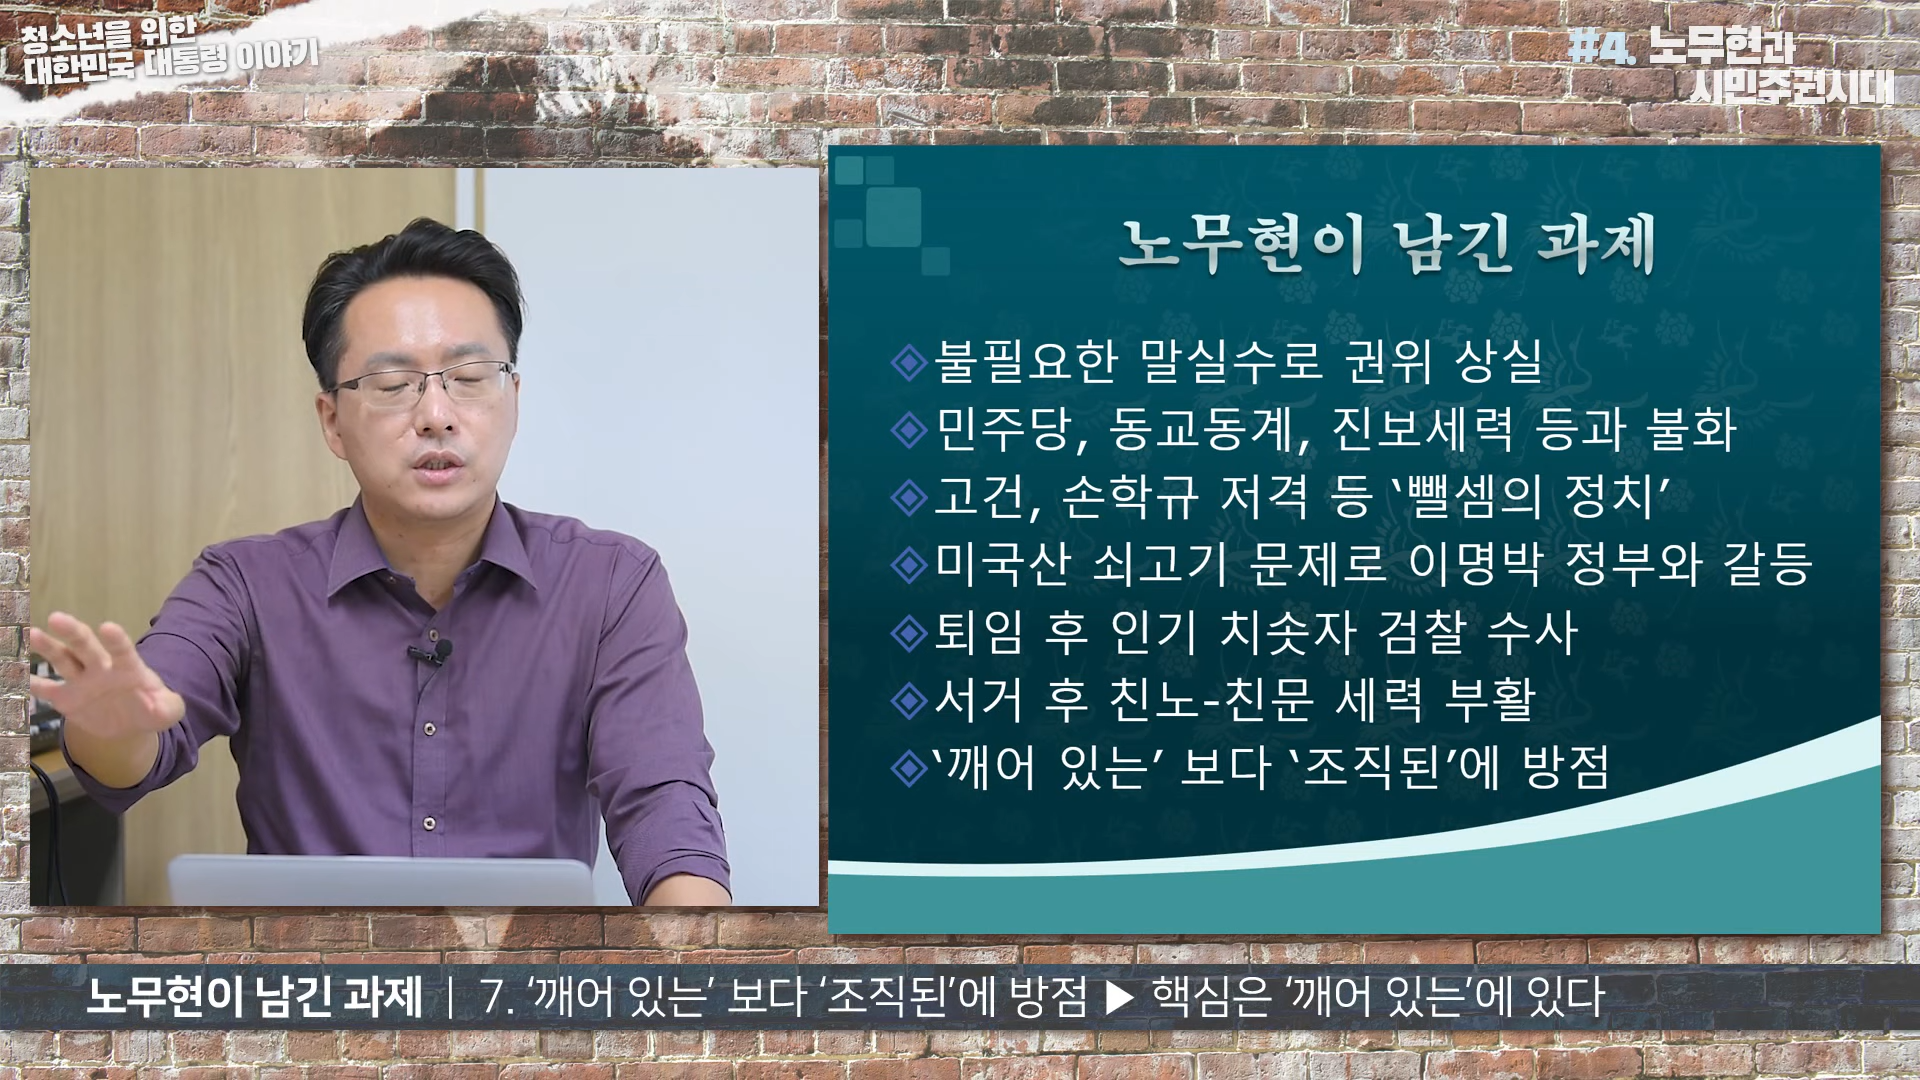 청소년을 위한
대한민국 대통령 이야기
#4. 노무현과
시민주권시대
노무현이 남긴 과제
불필요한 말실수로 권위 상실
민주당, 동교동계, 진보세력 등과 불화
고건, 손학규 저격 등 ‘뺄셈의 정치’
미국산 쇠고기 문제로 이명박 정부와 갈등
퇴임 후 인기 치솟자 검찰 수사
서거 후 친노-친문 세력 부활
‘깨어 있는’ 보다 ‘조직된’에 방점
노무현이 남긴 과제 | 7. ‘깨어 있는’ 보다 ‘조직된’에 방점 ▶ 핵심은 ‘깨어 있는’에 있다